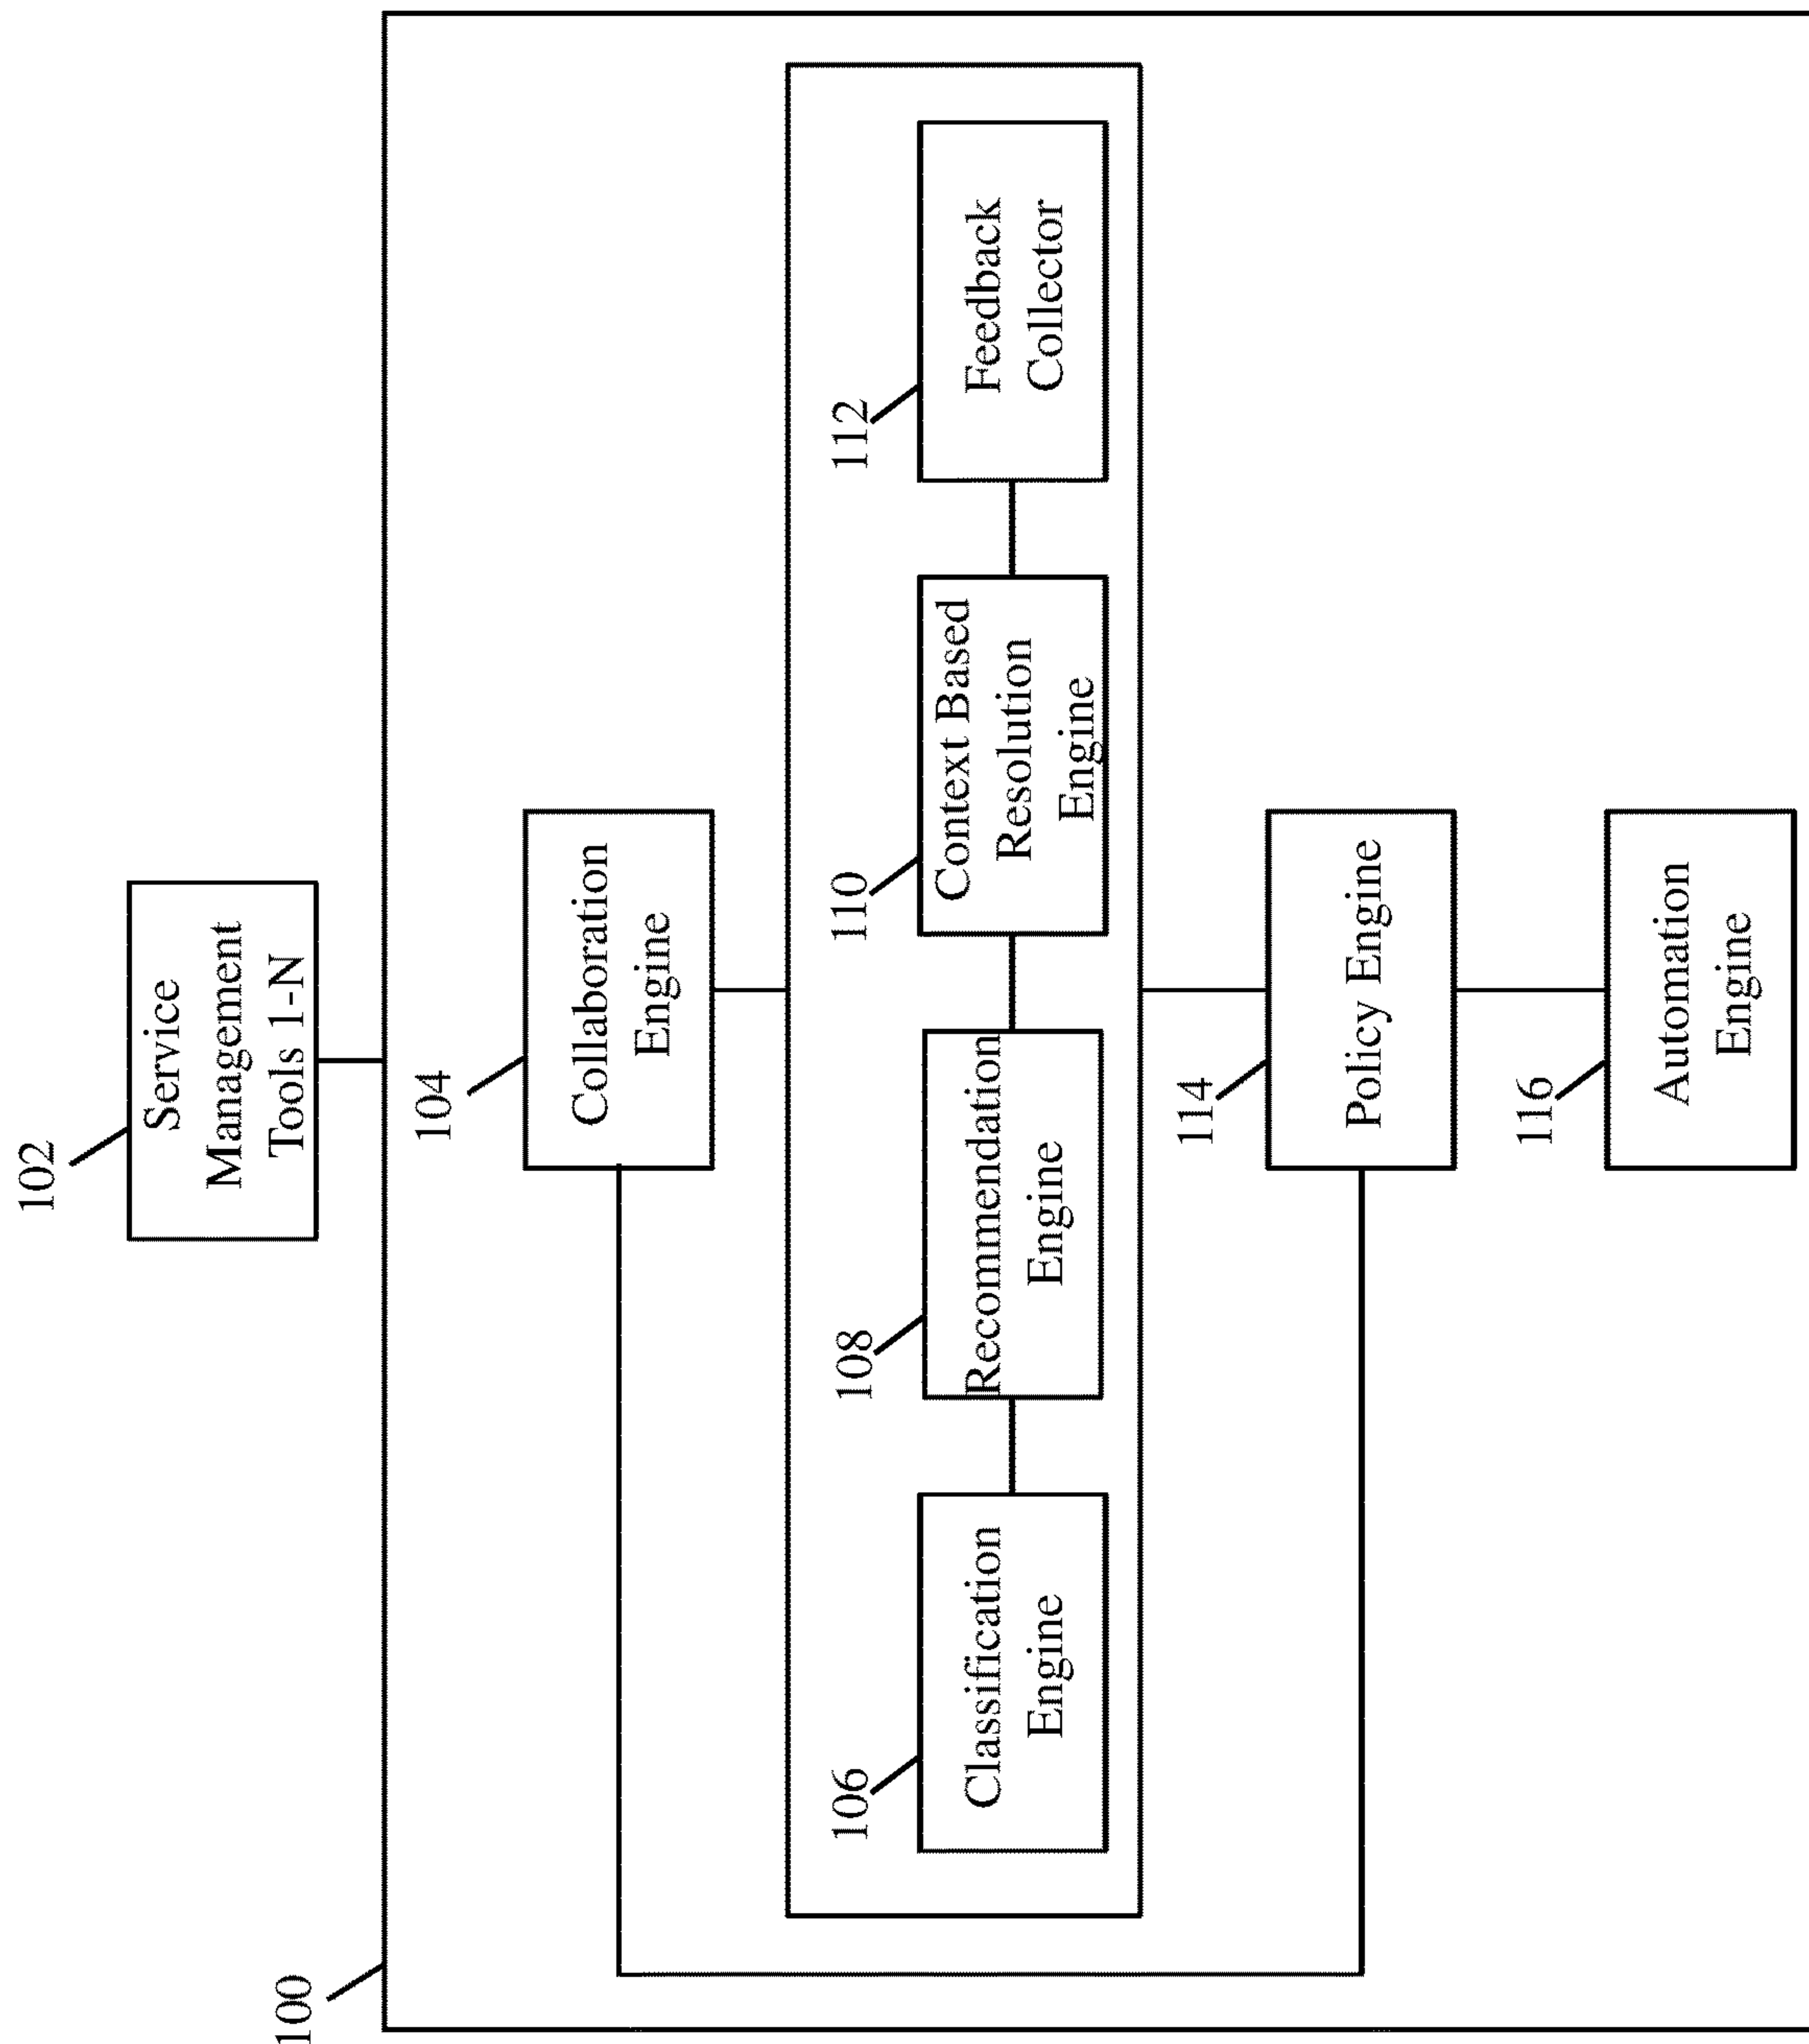 102
Service
Management
Tools 1-N
100
104
Collaboration
Engine
106
Classification
Engine
108
Recommendation
Engine
110
Context Based
Resolution
Engine
112
Feedback
Collector
114
Policy Engine
116
Automation
Engine